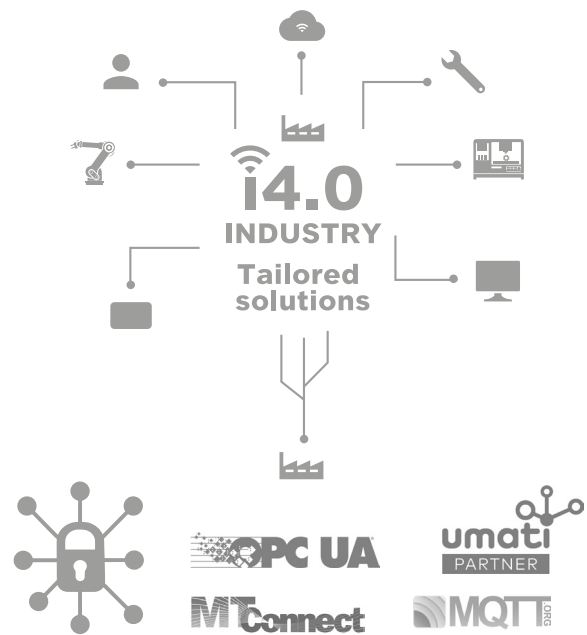 i4.0
INDUSTRY
Tailored
solutions
OPC UA
umati
PARTNER
MTConnect
MQTT.ORG